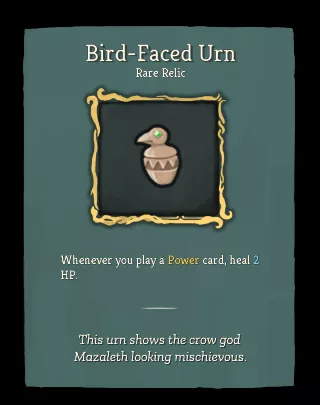 Bird-Faced Urn
Rare Relic
Whenever you play a Power card, heal 2
HP.
This urn shows the crow god
Mazaleth looking mischievous.